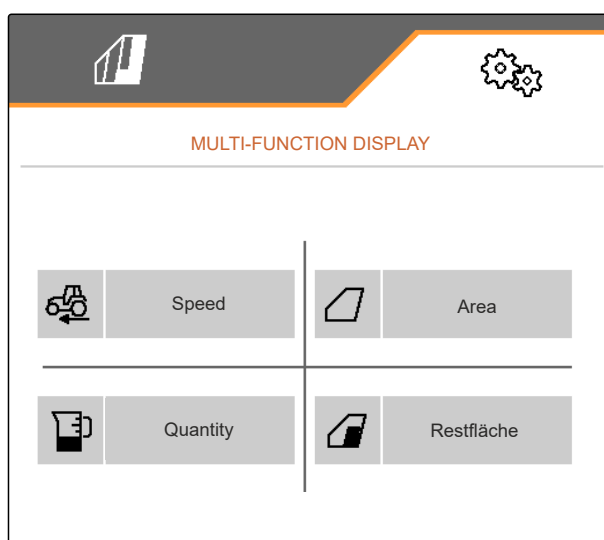 MULTI-FUNCTION DISPLAY
Speed
Area
Quantity
Restfläche